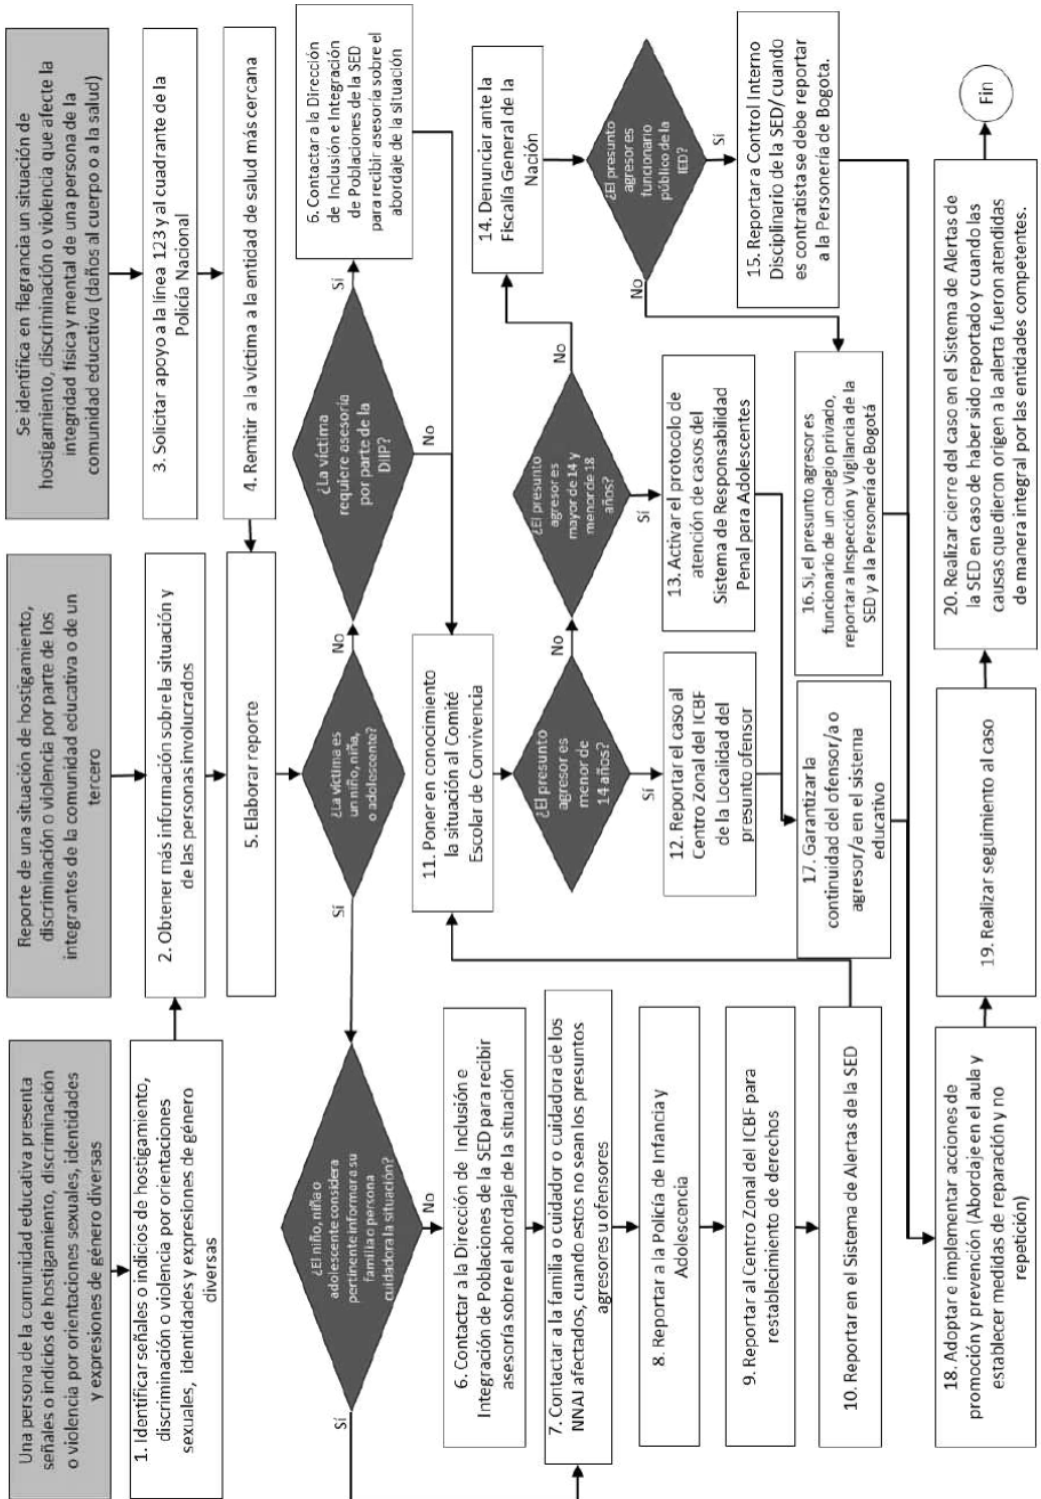 Una persona de la comunidad educativa presenta
señales o indicios de hostigamiento, discriminación
o violencia por orientaciones sexuales, identidades
y expresiones de género diversas
Reporte de una situación de hostigamiento,
discriminación o violencia por parte de los
integrantes de la comunidad educativa o de un
tercero
Se identifica en flagrancia un situación de
hostigamiento, discriminación o violencia que afecte la
integridad física y mental de una persona de la
comunidad educativa (daños al cuerpo o a la salud)
1. Identificar señales o indicios de hostigamiento,
discriminación o violencia por orientaciones
sexuales, identidades y expresiones de género
diversas
2. Obtener más información sobre la situación y
de las personas involucrados
3. Solicitar apoyo a la línea 123 y al cuadrante de la
Policía Nacional
4. Remitir a la víctima a la entidad de salud más cercana
5. Elaborar reporte
¿La víctima es
un niño, niña,
o adolescente?
Sí
No
¿La víctima
requiere asesoría
por parte de la
DIIP?
Sí
No
6. Contactar a la Dirección
de Inclusión e Integración
de Poblaciones de la SED
para recibir asesoría sobre el
abordaje de la situación
¿El niño, niña o
adolescente considera
pertinente informar a su
familia o persona
cuidadora la situación?
Sí
No
6. Contactar a la Dirección de Inclusión e
Integración de Poblaciones de la SED para recibir
asesoría sobre el abordaje de la situación
7. Contactar a la familia o cuidador o cuidadora de los
NNAJ afectados, cuando estos no sean los presuntos
agresores u ofensores
8. Reportar a la Policía de Infancia y
Adolescencia
9. Reportar al Centro Zonal del ICBF para
restablecimiento de derechos
10. Reportar en el Sistema de Alertas de la SED
11. Poner en conocimiento
la situación al Comité
Escolar de Convivencia
¿El presunto
agresor es
menor de
14 años?
Sí
No
12. Reportar el caso al
Centro Zonal del ICBF
de la Localidad del
presunto ofensor
¿El presunto
agresor es
mayor de 14 y
menor de 18
años?
Sí
No
13. Activar el protocolo de
atención de casos del
Sistema de Responsabilidad
Penal para Adolescentes
14. Denunciar ante la
Fiscalía General de la
Nación
¿El presunto
agresor es
funcionario
público de la
IED?
Sí
No
15. Reportar a Control Interno
Disciplinario de la SED/ cuando
es contratista se debe reportar
a la Personería de Bogota.
16. Si, el presunto agresor es
funcionario de un colegio privado,
reportar a Inspección y Vigilancia de la
SED y a la Personería de Bogotá
17. Garantizar la
continuidad del ofensor/a o
agresor/a en el sistema
educativo
18. Adoptar e implementar acciones de
promoción y prevención (Abordaje en el aula y
establecer medidas de reparación y no
repetición)
19. Realizar seguimiento al caso
20. Realizar cierre del caso en el Sistema de Alertas de
la SED en caso de haber sido reportado y cuando las
causas que dieron origen a la alerta fueron atendidas
de manera integral por las entidades competentes.
Fin